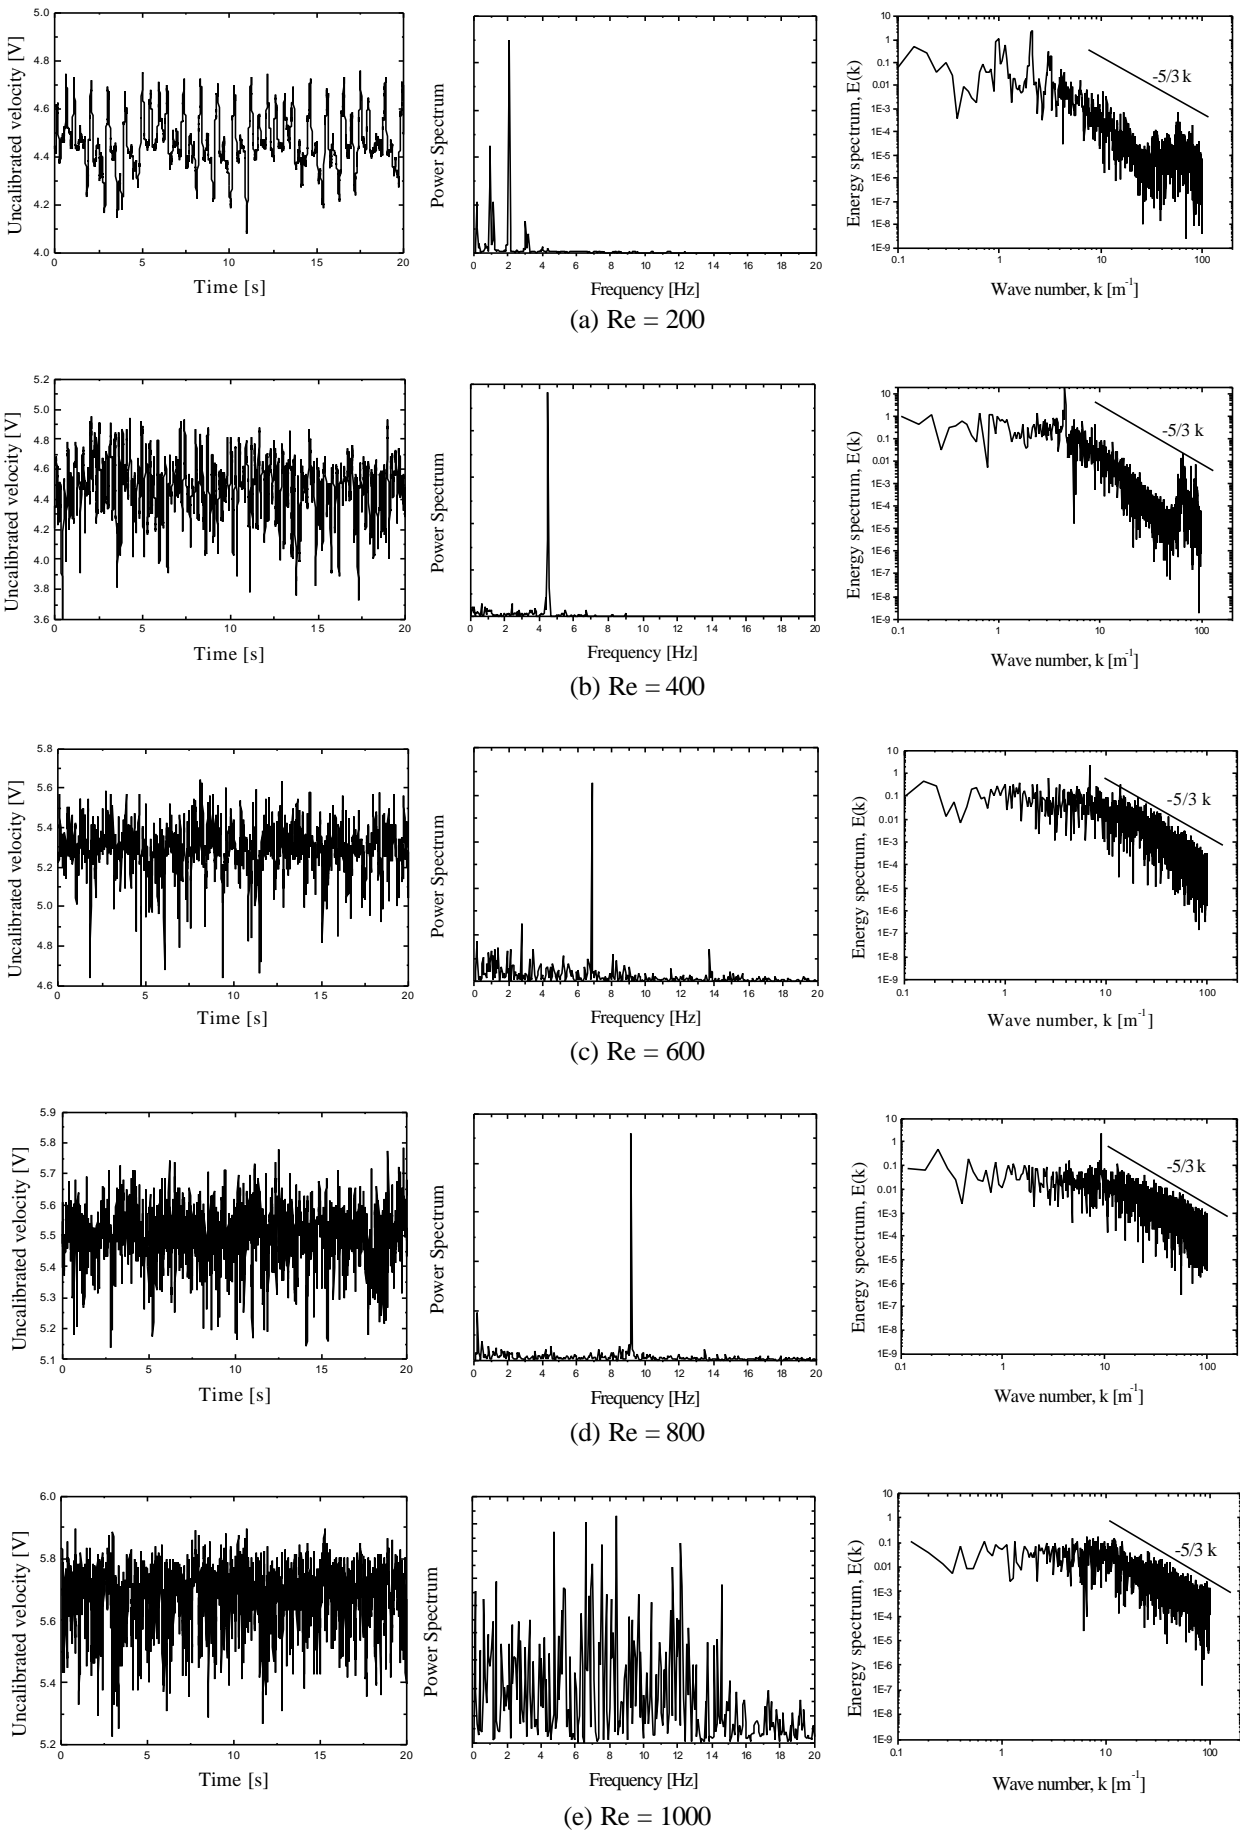 5.0
4.8
4.6
4.4
4.2
4.0
0 5 10 15 20
Uncalibrated velocity [V]
Time [s]
Power Spectrum
0 2 4 6 8 10 12 14 16 18 20
Frequency [Hz]
10
1
0.1
0.01
1E-3
1E-4
1E-5
1E-6
1E-7
1E-8
1E-9
0.1 1 10 100
Energy spectrum, E(k)
-5/3 k
Wave number, k [m-1]
(a) Re = 200
5.2
5.0
4.8
4.6
4.4
4.2
4.0
3.8
3.6
0 5 10 15 20
Uncalibrated velocity [V]
Time [s]
Power Spectrum
0 2 4 6 8 10 12 14 16 18 20
Frequency [Hz]
10
1
0.1
0.01
1E-3
1E-4
1E-5
1E-6
1E-7
1E-8
1E-9
0.1 1 10 100
Energy spectrum, E(k)
-5/3 k
Wave number, k [m-1]
(b) Re = 400
5.8
5.6
5.4
5.2
5.0
4.8
4.6
0 5 10 15 20
Uncalibrated velocity [V]
Time [s]
Power Spectrum
0 2 4 6 8 10 12 14 16 18 20
Frequency [Hz]
10
1
0.1
0.01
1E-3
1E-4
1E-5
1E-6
1E-7
1E-8
1E-9
0.1 1 10 100
Energy spectrum, E(k)
-5/3 k
Wave number, k [m-1]
(c) Re = 600
5.9
5.8
5.7
5.6
5.5
5.4
5.3
5.2
5.1
0 5 10 15 20
Uncalibrated velocity [V]
Time [s]
Power Spectrum
0 2 4 6 8 10 12 14 16 18 20
Frequency [Hz]
10
1
0.1
0.01
1E-3
1E-4
1E-5
1E-6
1E-7
1E-8
1E-9
0.1 1 10 100
Energy spectrum, E(k)
-5/3 k
Wave number, k [m-1]
(d) Re = 800
6.0
5.8
5.6
5.4
5.2
0 5 10 15 20
Uncalibrated velocity [V]
Time [s]
Power Spectrum
0 2 4 6 8 10 12 14 16 18 20
Frequency [Hz]
10
1
0.1
0.01
1E-3
1E-4
1E-5
1E-6
1E-7
1E-8
1E-9
0.1 1 10 100
Energy spectrum, E(k)
-5/3 k
Wave number, k [m-1]
(e) Re = 1000